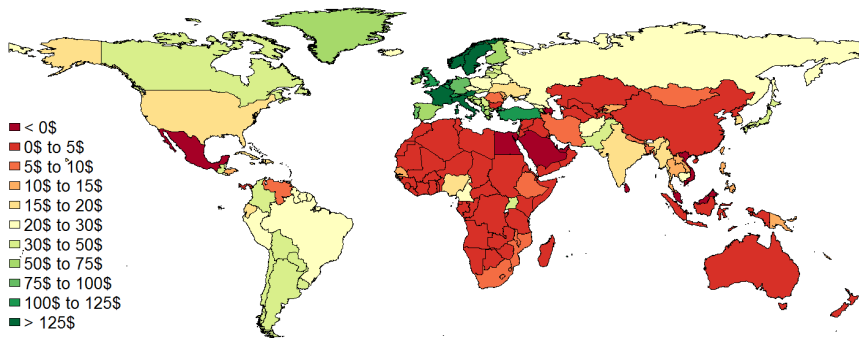 < 0$
0$ to 5$
5$ to 10$
10$ to 15$
15$ to 20$
20$ to 30$
30$ to 50$
50$ to 75$
75$ to 100$
100$ to 125$
> 125$